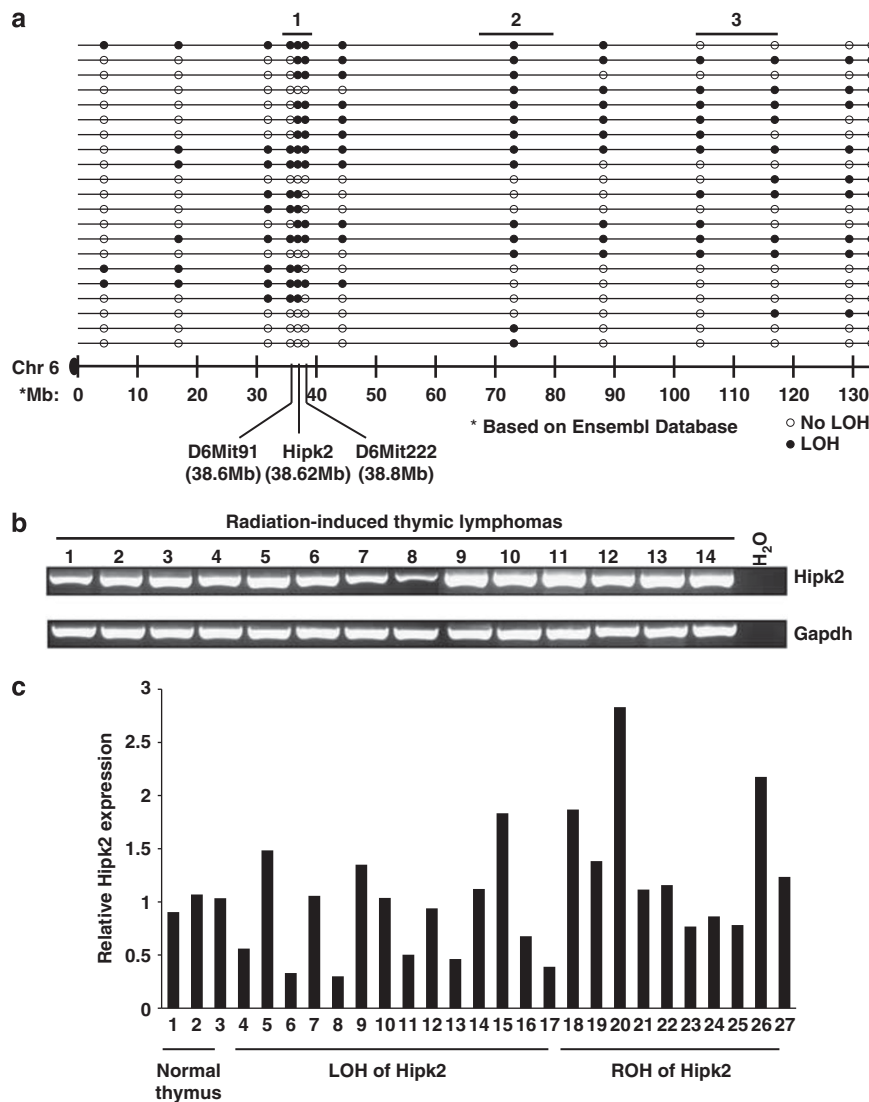 a
1 2 3
Chr 6
*Mb: 0 10 20 30 40 50 60 70 80 90 100 110 120 130
D6Mit91 Hipk2 D6Mit222
(38.6Mb) (38.62Mb) (38.8Mb)
* Based on Ensembl Database
○ No LOH
● LOH
b
Radiation-induced thymic lymphomas
1 2 3 4 5 6 7 8 9 10 11 12 13 14 H₂O
Hipk2
Gapdh
c
Relative Hipk2 expression
3
2.5
2
1.5
1
0.5
0
1 2 3 4 5 6 7 8 9 10 11 12 13 14 15 16 17 18 19 20 21 22 23 24 25 26 27
Normal thymus
LOH of Hipk2
ROH of Hipk2